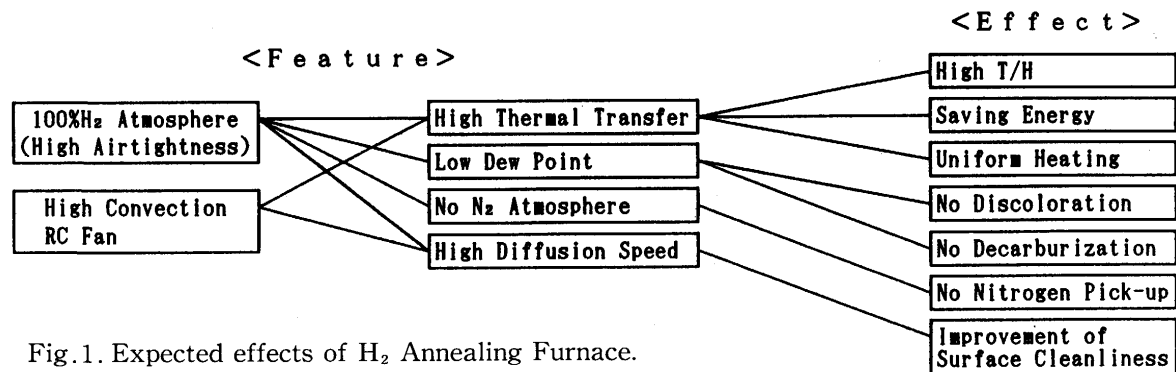 <Effect>
<Feature>
High T/H
100%H₂ Atmosphere
(High Airtightness)
High Thermal Transfer
Saving Energy
Low Dew Point
Uniform Heating
High Convection
RC Fan
No N₂ Atmosphere
No Discoloration
High Diffusion Speed
No Decarburization
No Nitrogen Pick-up
Improvement of
Surface Cleanliness
Fig.1. Expected effects of H₂ Annealing Furnace.